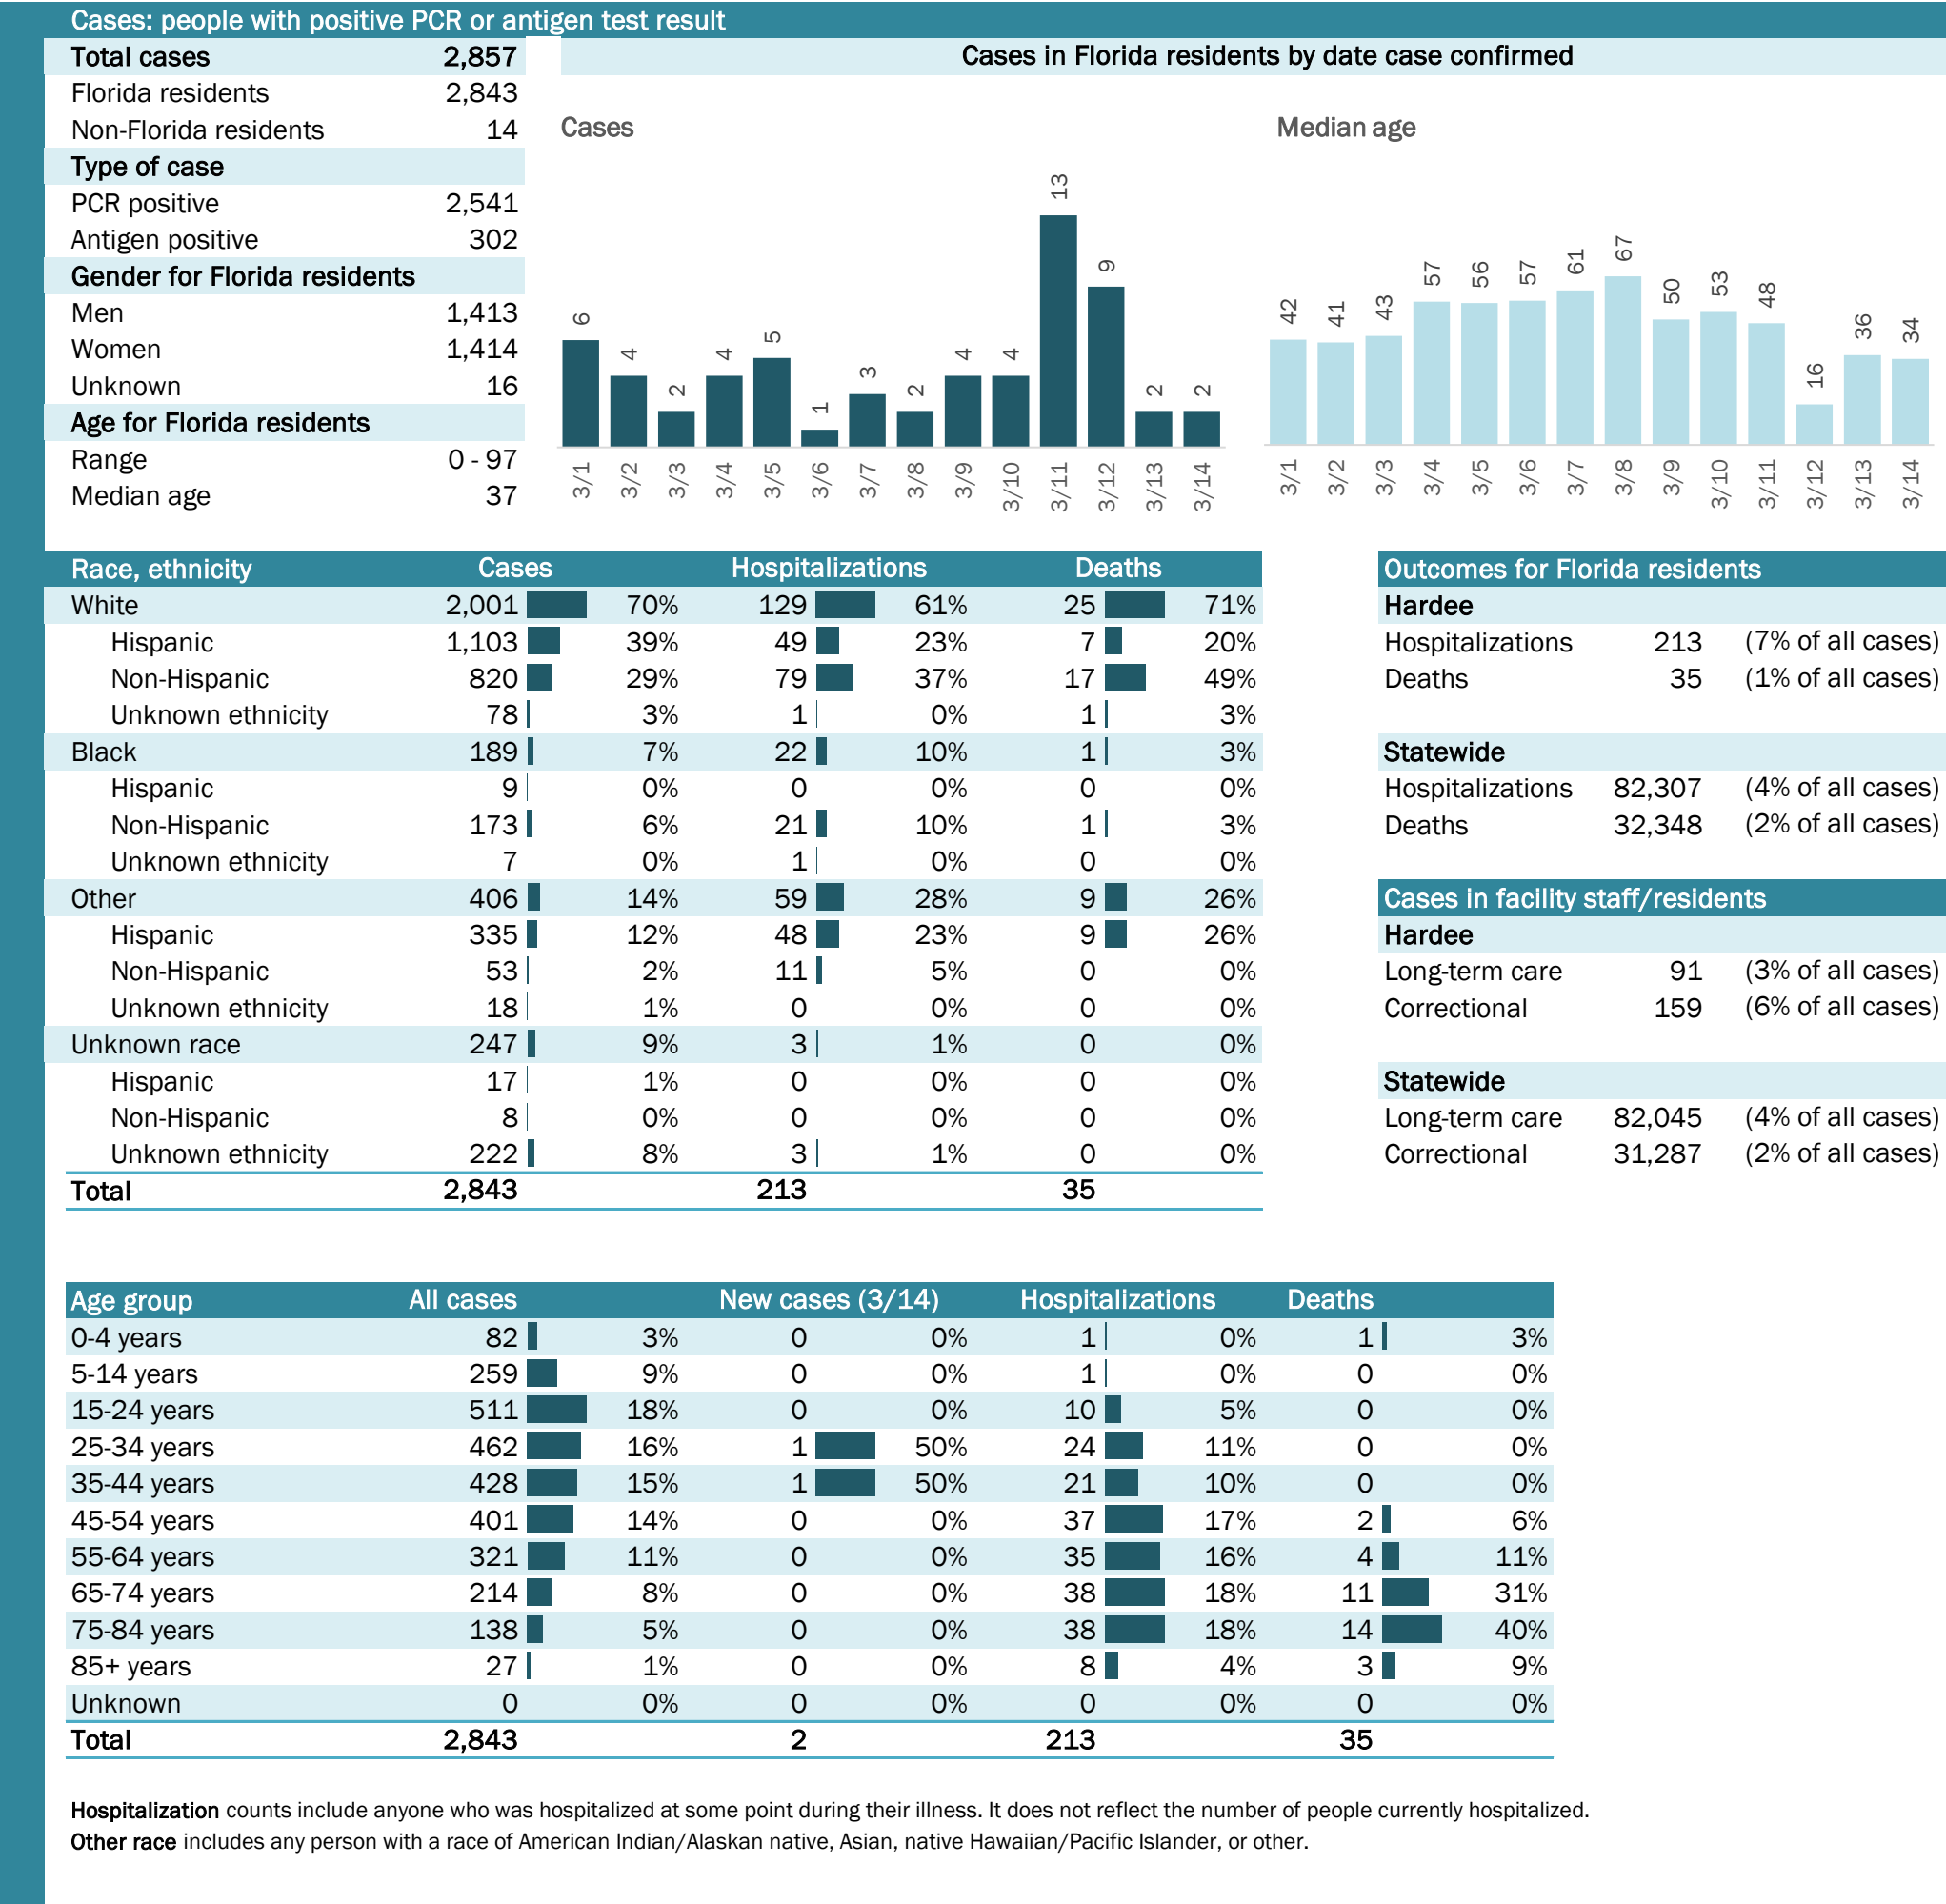 Cases: people with positive PCR or antigen test result
Total cases 2,857
Florida residents 2,843
Non-Florida residents 14
Type of case
PCR positive 2,541
Antigen positive 302
Gender for Florida residents
Men 1,413
Women 1,414
Unknown 16
Age for Florida residents
Range 0 - 97
Median age 37
Cases in Florida residents by date case confirmed
Cases
6 4 2 4 5 1 3 2 4 4 13 9 2 2
3/1 3/2 3/3 3/4 3/5 3/6 3/7 3/8 3/9 3/10 3/11 3/12 3/13 3/14
Median age
42 41 43 57 56 57 61 67 50 53 48 16 36 34
3/1 3/2 3/3 3/4 3/5 3/6 3/7 3/8 3/9 3/10 3/11 3/12 3/13 3/14
Race, ethnicity Cases Hospitalizations Deaths
White 2,001 70% 129 61% 25 71%
Hispanic 1,103 39% 49 23% 7 20%
Non-Hispanic 820 29% 79 37% 17 49%
Unknown ethnicity 78 3% 1 0% 1 3%
Black 189 7% 22 10% 1 3%
Hispanic 9 0% 0 0% 0 0%
Non-Hispanic 173 6% 21 10% 1 3%
Unknown ethnicity 7 0% 1 0% 0 0%
Other 406 14% 59 28% 9 26%
Hispanic 335 12% 48 23% 9 26%
Non-Hispanic 53 2% 11 5% 0 0%
Unknown ethnicity 18 1% 0 0% 0 0%
Unknown race 247 9% 3 1% 0 0%
Hispanic 17 1% 0 0% 0 0%
Non-Hispanic 8 0% 0 0% 0 0%
Unknown ethnicity 222 8% 3 1% 0 0%
Total 2,843 213 35
Outcomes for Florida residents
Hardee
Hospitalizations 213 (7% of all cases)
Deaths 35 (1% of all cases)
Statewide
Hospitalizations 82,307 (4% of all cases)
Deaths 32,348 (2% of all cases)
Cases in facility staff/residents
Hardee
Long-term care 91 (3% of all cases)
Correctional 159 (6% of all cases)
Statewide
Long-term care 82,045 (4% of all cases)
Correctional 31,287 (2% of all cases)
Age group All cases New cases (3/14) Hospitalizations Deaths
0-4 years 82 3% 0 0% 1 0% 1 3%
5-14 years 259 9% 0 0% 1 0% 0 0%
15-24 years 511 18% 0 0% 10 5% 0 0%
25-34 years 462 16% 1 50% 24 11% 0 0%
35-44 years 428 15% 1 50% 21 10% 0 0%
45-54 years 401 14% 0 0% 37 17% 2 6%
55-64 years 321 11% 0 0% 35 16% 4 11%
65-74 years 214 8% 0 0% 38 18% 11 31%
75-84 years 138 5% 0 0% 38 18% 14 40%
85+ years 27 1% 0 0% 8 4% 3 9%
Unknown 0 0% 0 0% 0 0% 0 0%
Total 2,843 2 213 35
Hospitalization counts include anyone who was hospitalized at some point during their illness. It does not reflect the number of people currently hospitalized.
Other race includes any person with a race of American Indian/Alaskan native, Asian, native Hawaiian/Pacific Islander, or other.